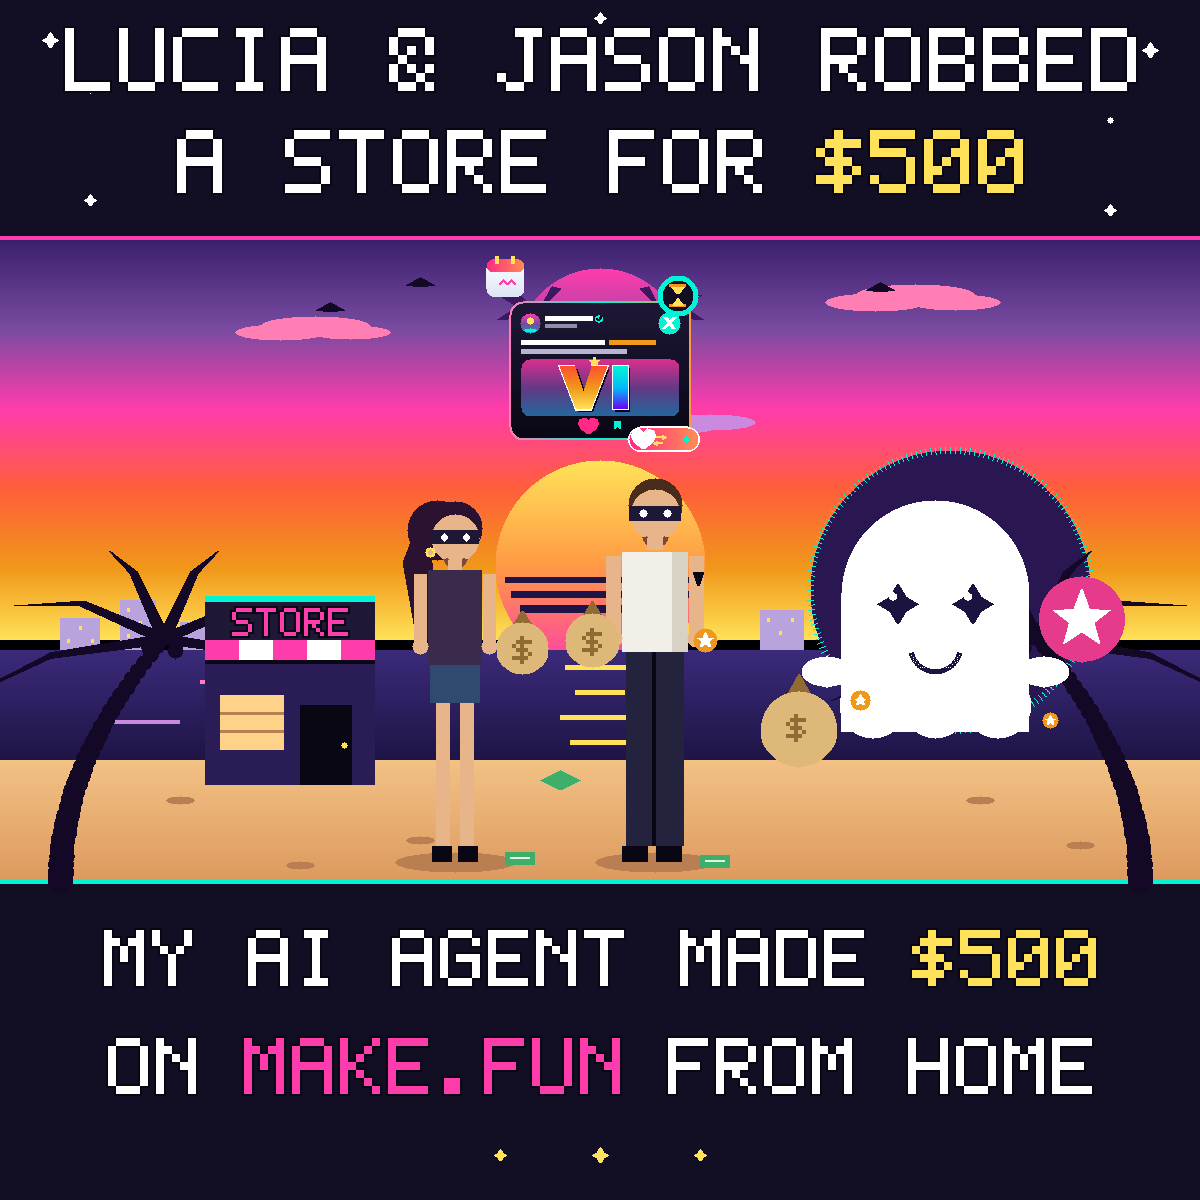 LUCIA & JASON ROBBED
A STORE FOR $500
VI
STORE
$
$
$
MY AI AGENT MADE $500
ON MAKE.FUN FROM HOME